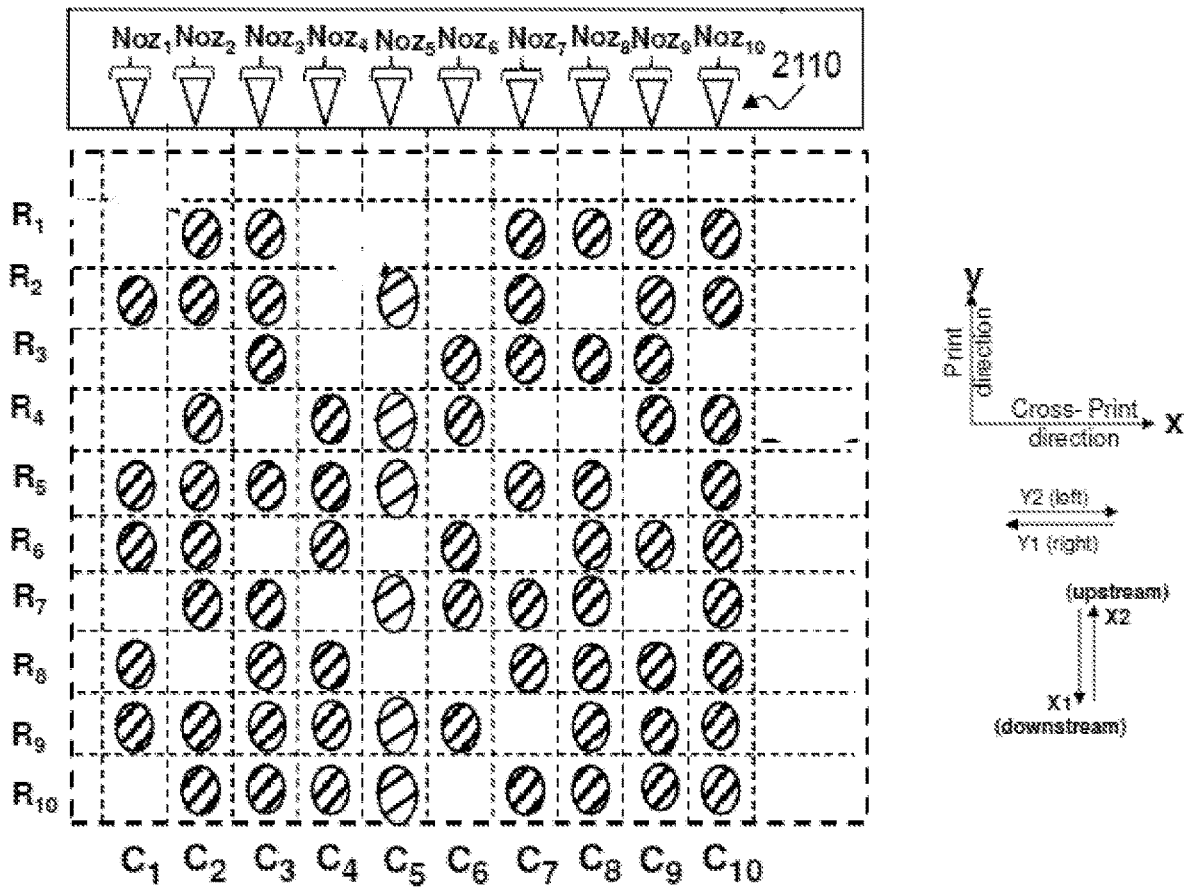 Noz1 Noz2 Noz3 Noz4 Noz5 Noz6 Noz7 Noz8 Noz9 Noz10
2110
R1
R2
R3
R4
R5
R6
R7
R8
R9
R10
C1 C2 C3 C4 C5 C6 C7 C8 C9 C10
y
Print direction
Cross- Print direction
X
Y2 (left)
Y1 (right)
(upstream)
X2
X1
(downstream)